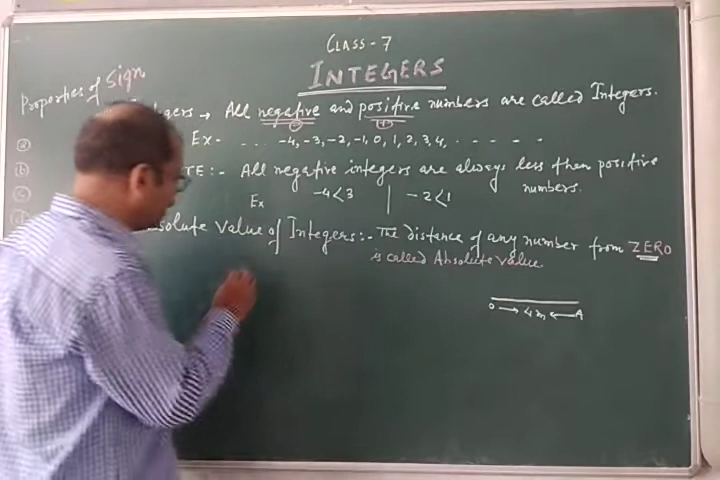 CLASS-7
INTEGERS
Properties of Sign
gers → All negative and positive numbers are called Integers.
(-) (+)
(a)
Ex- ... -4, -3, -2, -1, 0, 1, 2, 3, 4, . . . . . .
(b)
TE:- All negative integers are always less then positive numbers.
(c)
Ex -4<3 | -2<1
solute Value of Integers:- The distance of any number from ZERO
is called Absolute value.
0 → 4m ← A